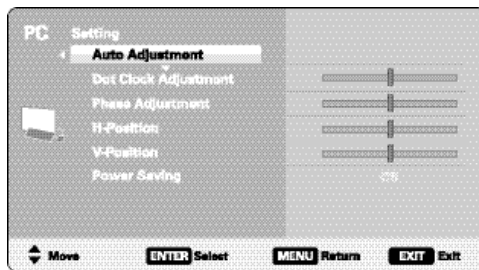 PC Setting
Auto Adjustment
Dot Clock Adjustment
Phase Adjustment
H-Position
V-Position
Power Saving
Move ENTER Select MENU Return EXIT Exit